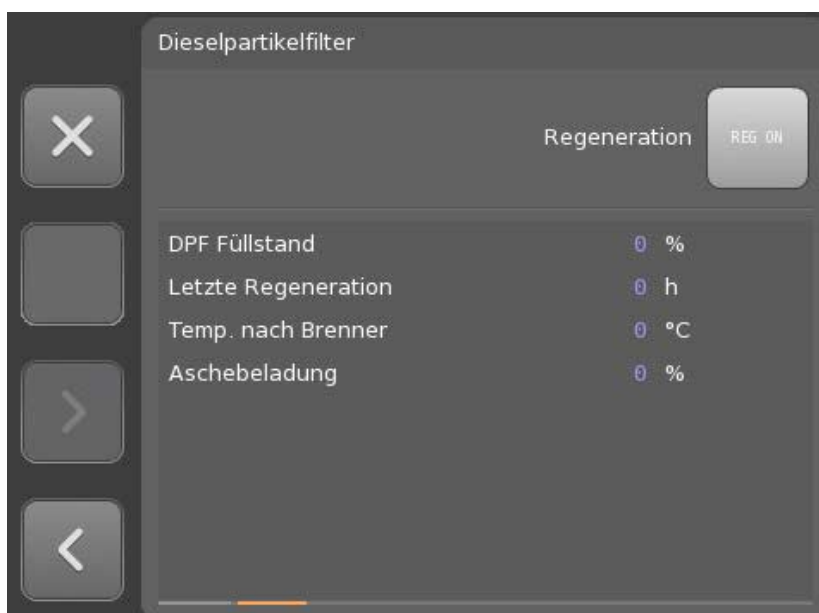 Dieselpartikelfilter
Regeneration REG ON
DPF Füllstand 0 %
Letzte Regeneration 0 h
Temp. nach Brenner 0 °C
Aschebeladung 0 %